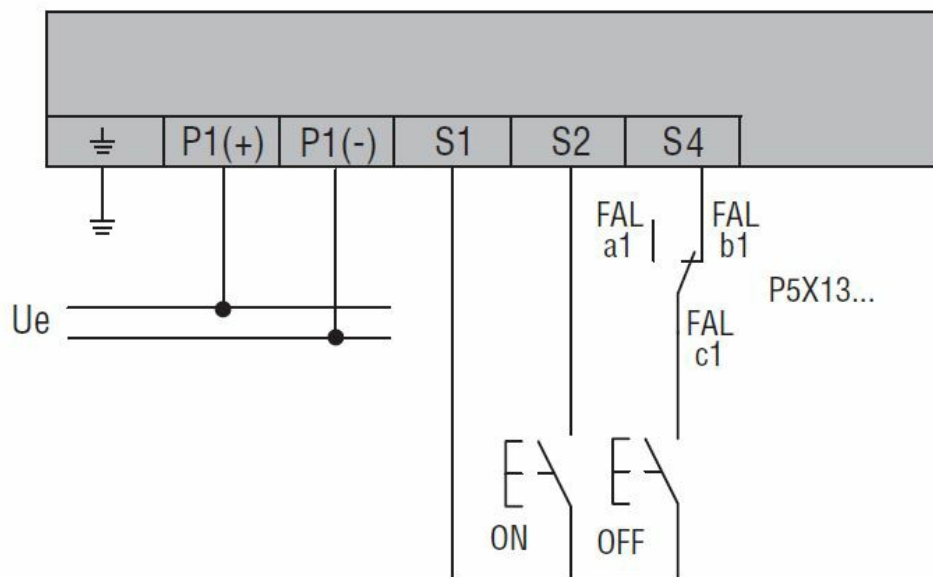 P1(+) P1(-) S1 S2 S4
FAL a1
FAL b1
P5X13...
Ue
FAL c1
ON OFF